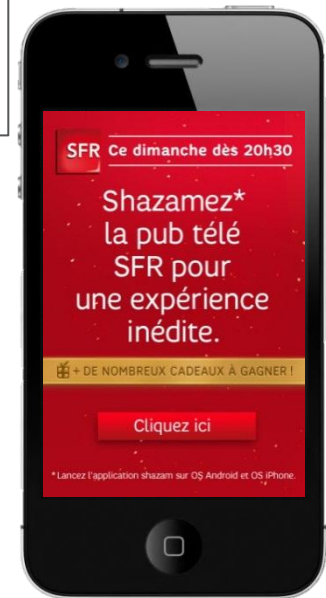 SFR Ce dimanche dès 20h30
Shazamez*
la pub télé
SFR pour
une expérience
inédite.
+ DE NOMBREUX CADEAUX À GAGNER !
Cliquez ici
* Lancez l'application shazam sur OS Android et OS iPhone.